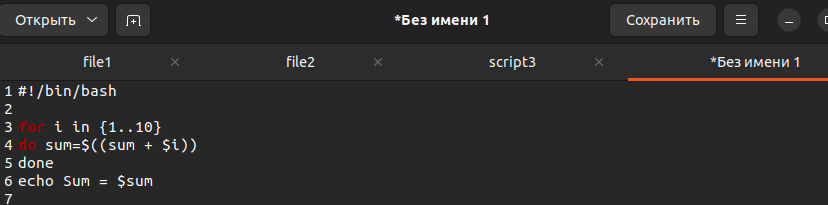 Открыть *Без имени 1 Сохранить
file1 × file2 × script3 × *Без имени 1
1 #!/bin/bash
2
3 for i in {1..10}
4 do sum=$((sum + $i))
5 done
6 echo Sum = $sum
7